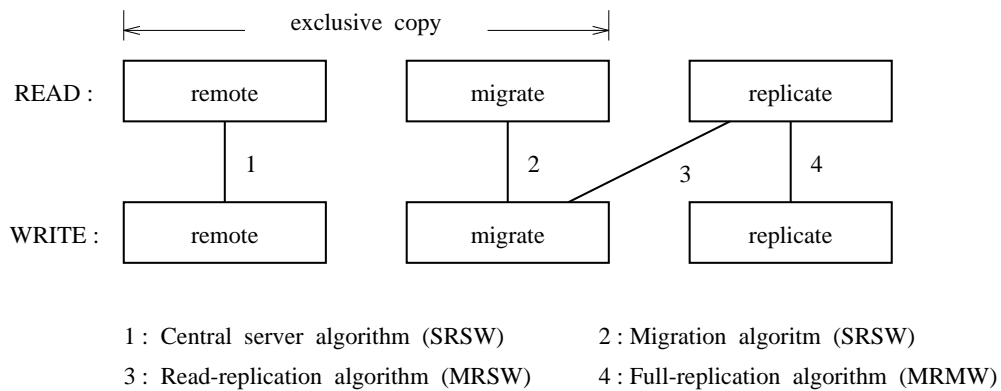 exclusive copy
READ : remote migrate replicate
1 2 3 4
WRITE : remote migrate replicate
1 : Central server algorithm (SRSW) 2 : Migration algoritm (SRSW)
3 : Read-replication algorithm (MRSW) 4 : Full-replication algorithm (MRMW)